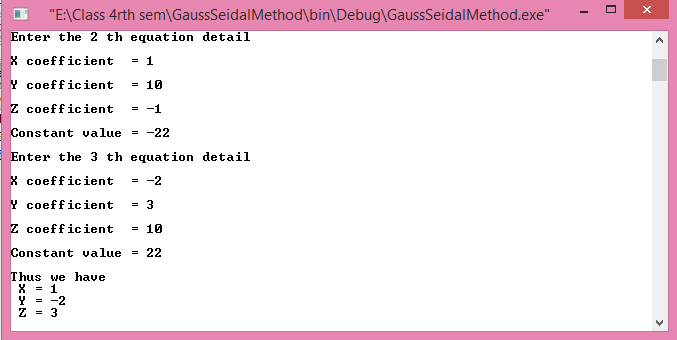 "E:\Class 4rth sem\GaussSeidalMethod\bin\Debug\GaussSeidalMethod.exe"
Enter the 2 th equation detail
X coefficient = 1
Y coefficient = 10
Z coefficient = -1
Constant value = -22
Enter the 3 th equation detail
X coefficient = -2
Y coefficient = 3
Z coefficient = 10
Constant value = 22
Thus we have
X = 1
Y = -2
Z = 3